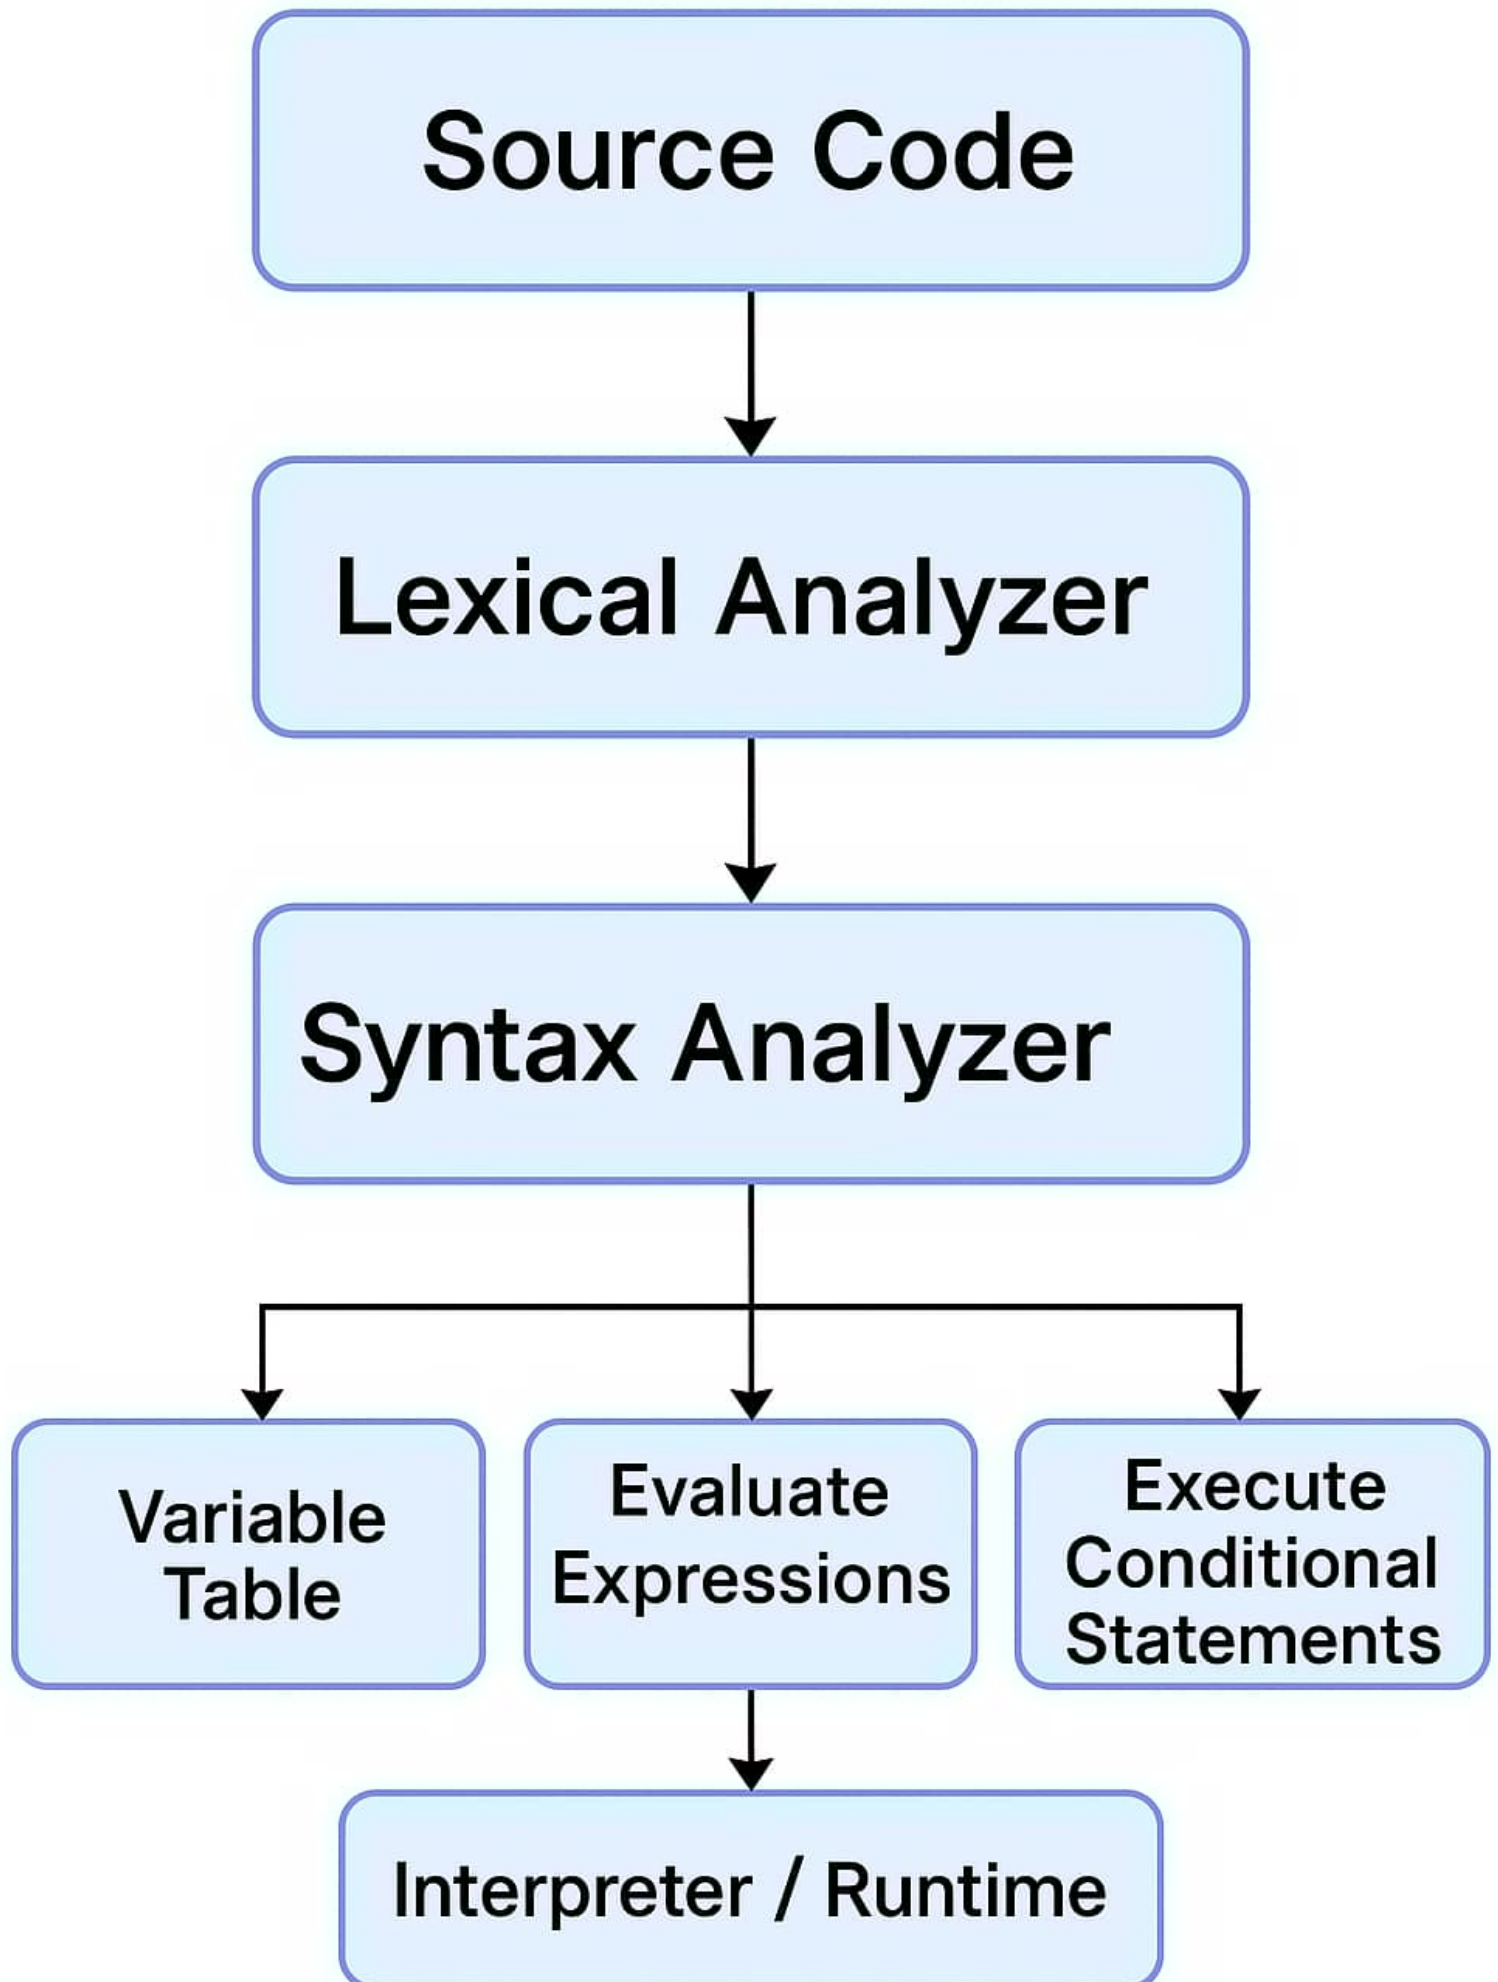 Source Code
Lexical Analyzer
Syntax Analyzer
Variable
Table
Evaluate
Expressions
Execute
Conditional
Statements
Interpreter / Runtime